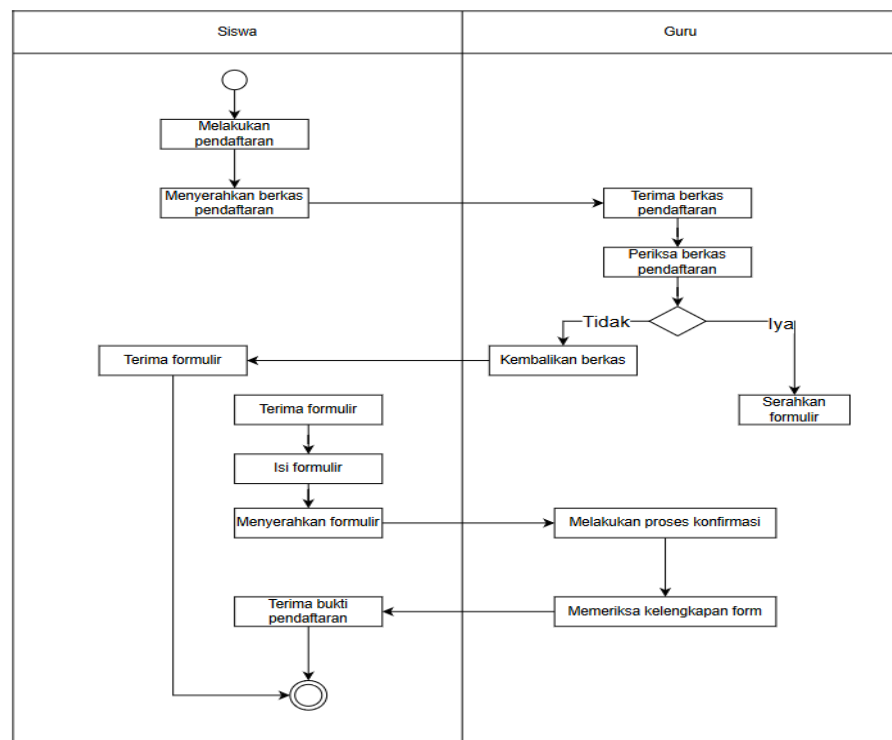 Siswa
Guru
Melakukan
pendaftaran
Menyerahkan berkas
pendaftaran
Terima berkas
pendaftaran
Periksa berkas
pendaftaran
Tidak
Iya
Terima formulir
Kembalikan berkas
Terima formulir
Serahkan
formulir
Isi formulir
Menyerahkan formulir
Melakukan proses konfirmasi
Terima bukti
pendaftaran
Memeriksa kelengkapan form